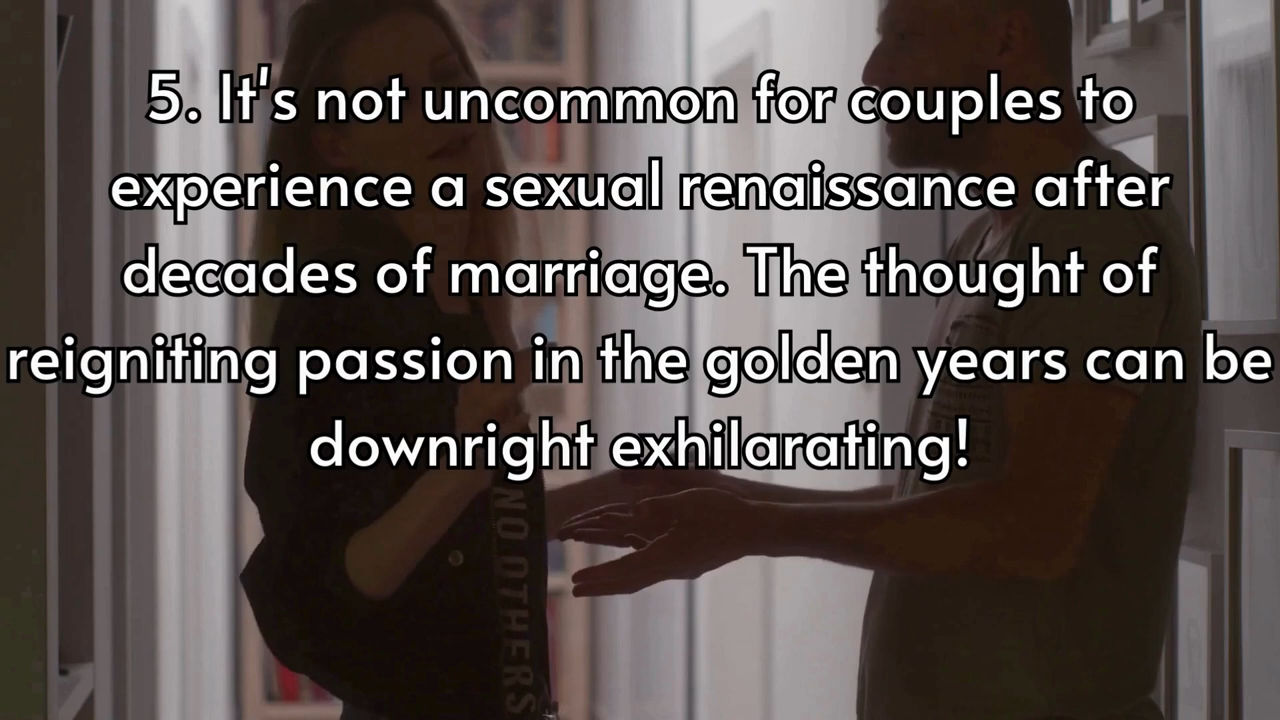 5. It's not uncommon for couples to
experience a sexual renaissance after
decades of marriage. The thought of
reigniting passion in the golden years can be
downright exhilarating!
NO OTHERS